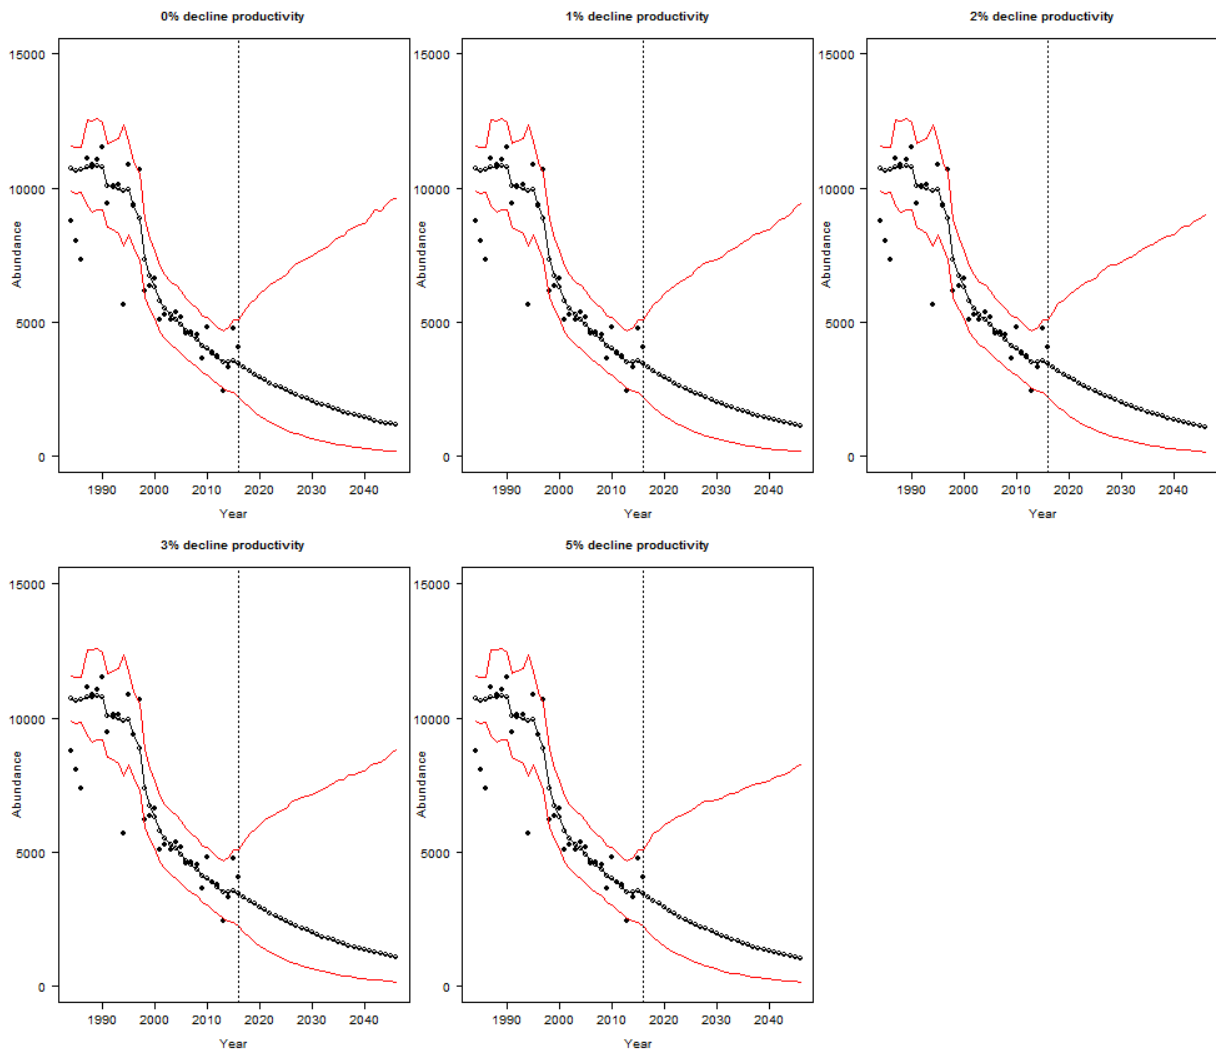 0% decline productivity
15000
10000
5000
0
Abundance
1990 2000 2010 2020 2030 2040
Year
1% decline productivity
15000
10000
5000
0
Abundance
1990 2000 2010 2020 2030 2040
Year
2% decline productivity
15000
10000
5000
0
Abundance
1990 2000 2010 2020 2030 2040
Year
3% decline productivity
15000
10000
5000
0
Abundance
1990 2000 2010 2020 2030 2040
Year
5% decline productivity
15000
10000
5000
0
Abundance
1990 2000 2010 2020 2030 2040
Year